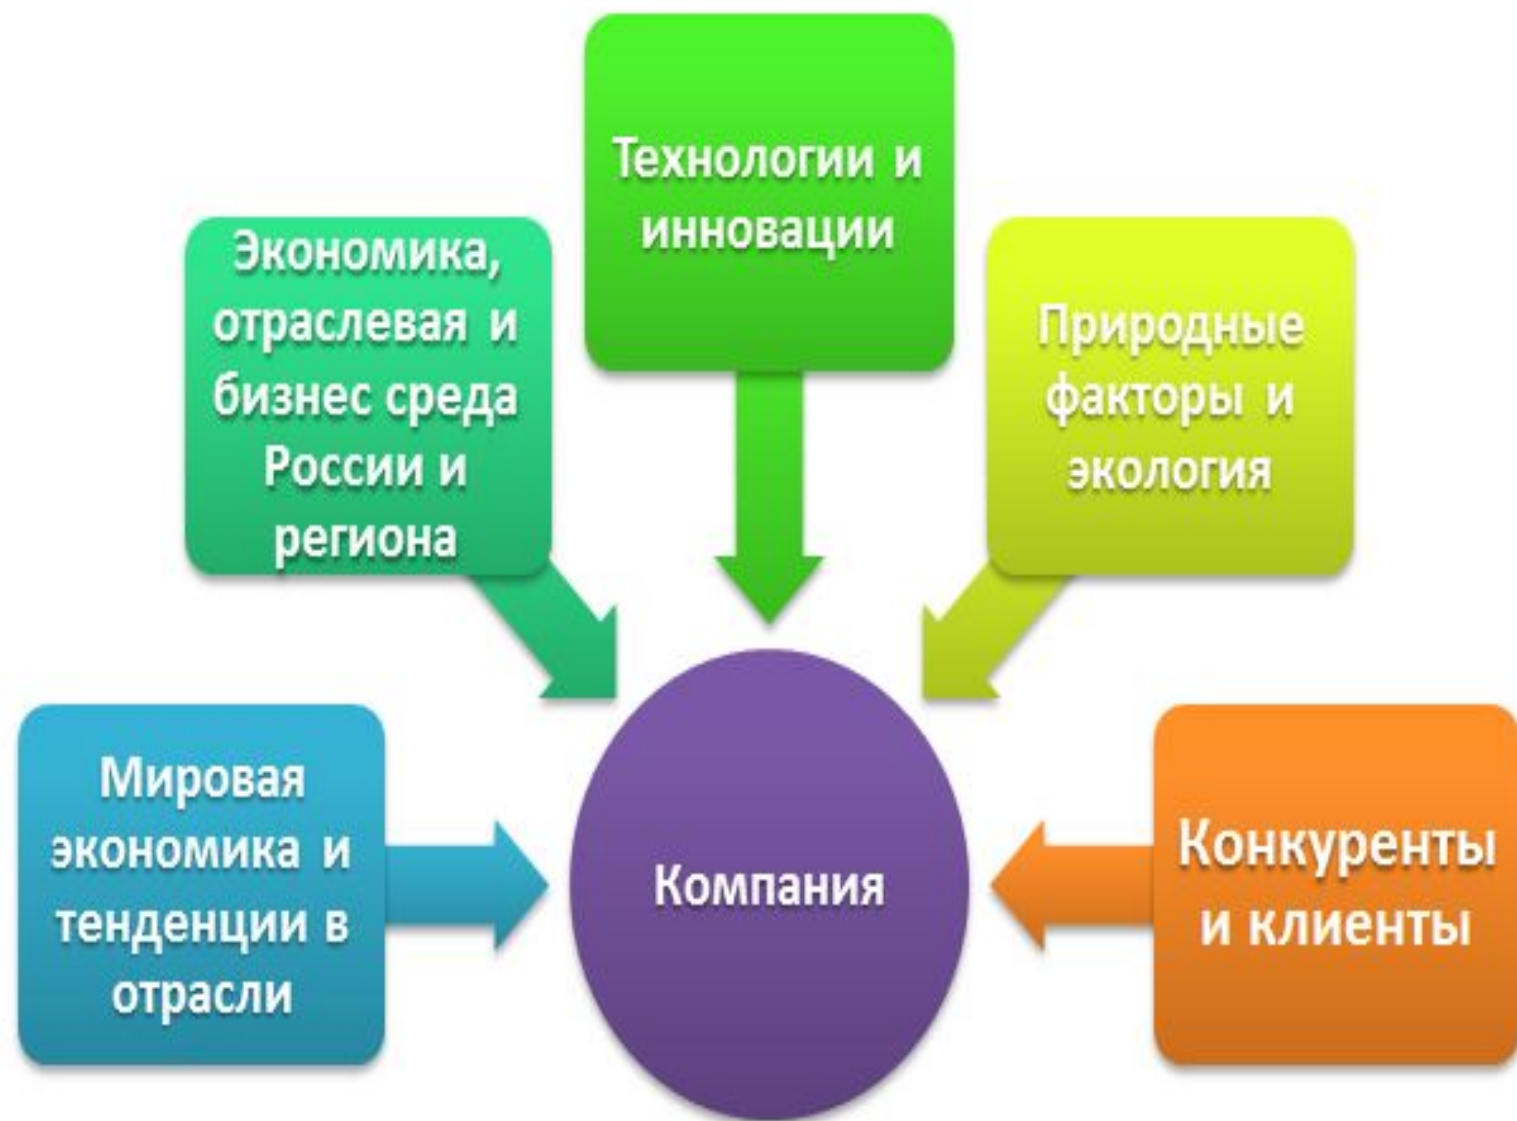 Технологии и
инновации
Экономика,
отраслевая и
бизнес среда
России и
региона
Природные
факторы и
экология
Мировая
экономика и
тенденции в
отрасли
Компания
Конкуренты
и клиенты